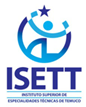 ISETT
INSTITUTO SUPERIOR DE
ESPECIALIDADES TÉCNICAS DE TEMUCO